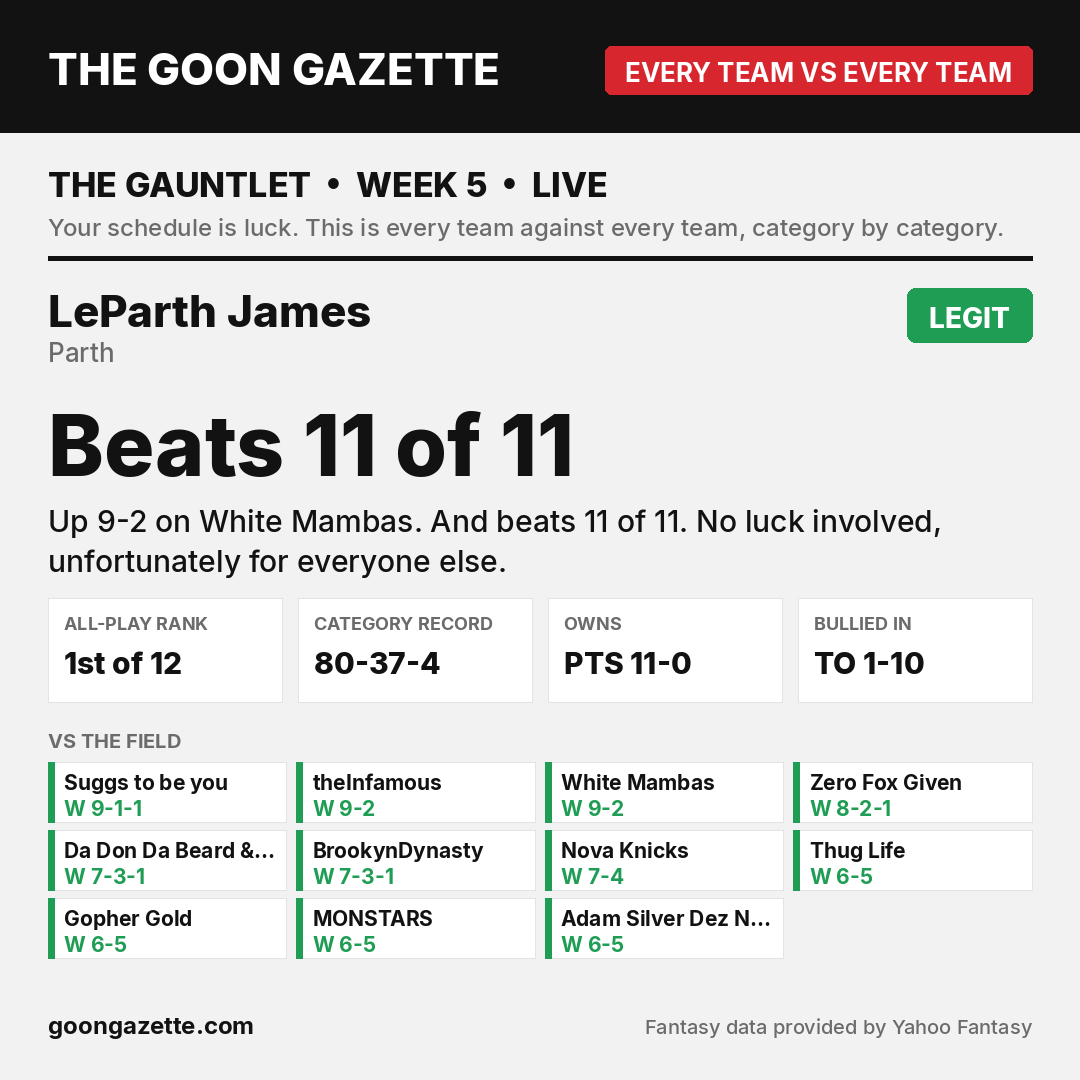 THE GOON GAZETTE
EVERY TEAM VS EVERY TEAM
THE GAUNTLET • WEEK 5 • LIVE
Your schedule is luck. This is every team against every team, category by category.
LeParth James
LEGIT
Parth
Beats 11 of 11
Up 9-2 on White Mambas. And beats 11 of 11. No luck involved,
unfortunately for everyone else.
ALL-PLAY RANK
1st of 12
CATEGORY RECORD
80-37-4
OWNS
PTS 11-0
BULLIED IN
TO 1-10
VS THE FIELD
Suggs to be you
W 9-1-1
theInfamous
W 9-2
White Mambas
W 9-2
Zero Fox Given
W 8-2-1
Da Don Da Beard &...
W 7-3-1
BrookynDynasty
W 7-3-1
Nova Knicks
W 7-4
Thug Life
W 6-5
Gopher Gold
W 6-5
MONSTARS
W 6-5
Adam Silver Dez N...
W 6-5
goongazette.com
Fantasy data provided by Yahoo Fantasy